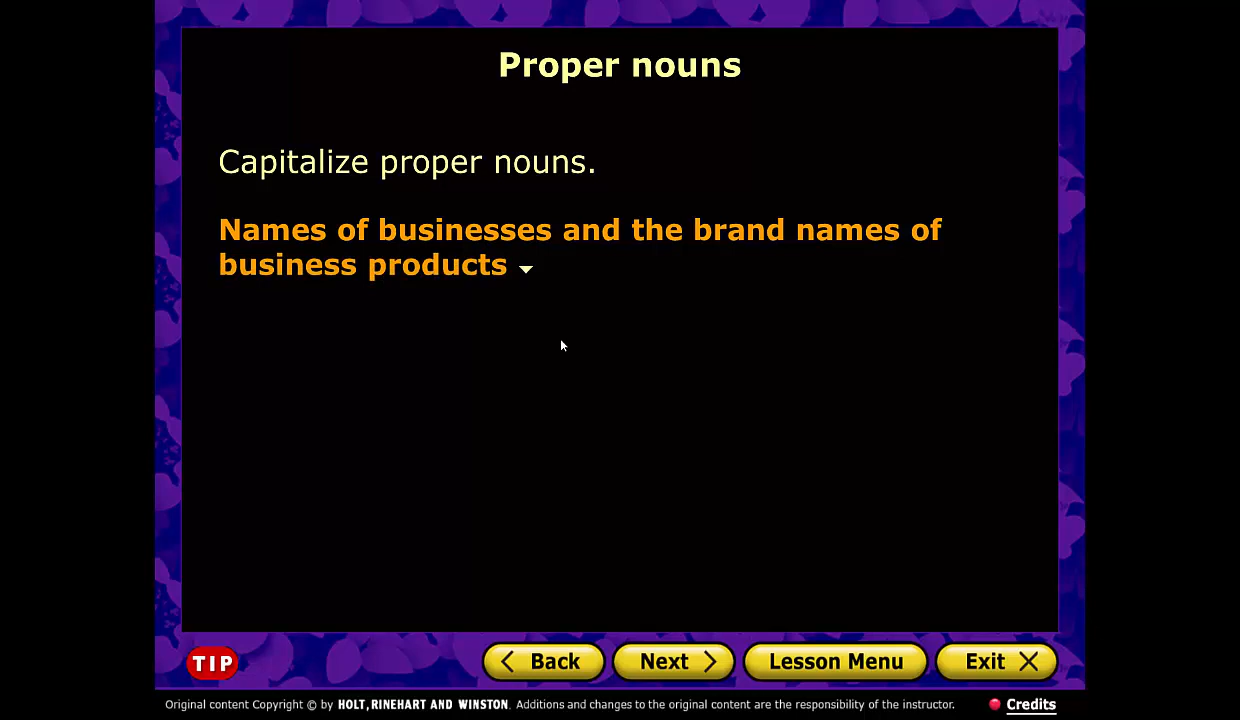 Proper nouns
Capitalize proper nouns.
Names of businesses and the brand names of
business products
TIP
Back
Next
Lesson Menu
Exit
Original content Copyright © by HOLT, RINEHART AND WINSTON. Additions and changes to the original content are the responsibility of the instructor.
Credits